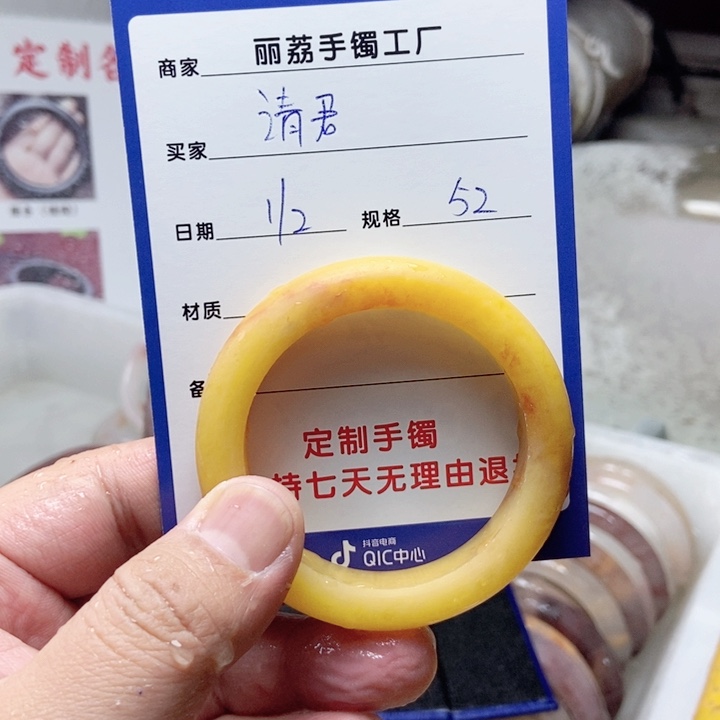 定制
商家 丽荔手镯工厂
买家 清君
日期 1/2 规格 52
材质
定制手镯
持七天无理由退
抖音电商
QIC中心